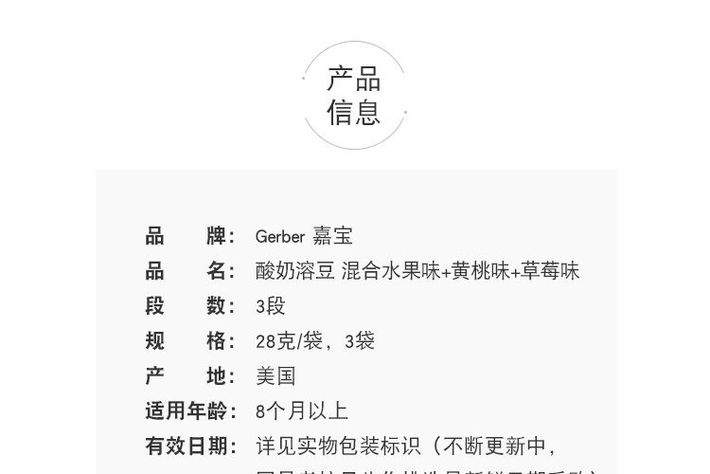 产品
信息
品 牌： Gerber 嘉宝
品 名： 酸奶溶豆 混合水果味+黄桃味+草莓味
段 数： 3段
规 格： 28克/袋，3袋
产 地： 美国
适用年龄： 8个月以上
有效日期： 详见实物包装标识（不断更新中，